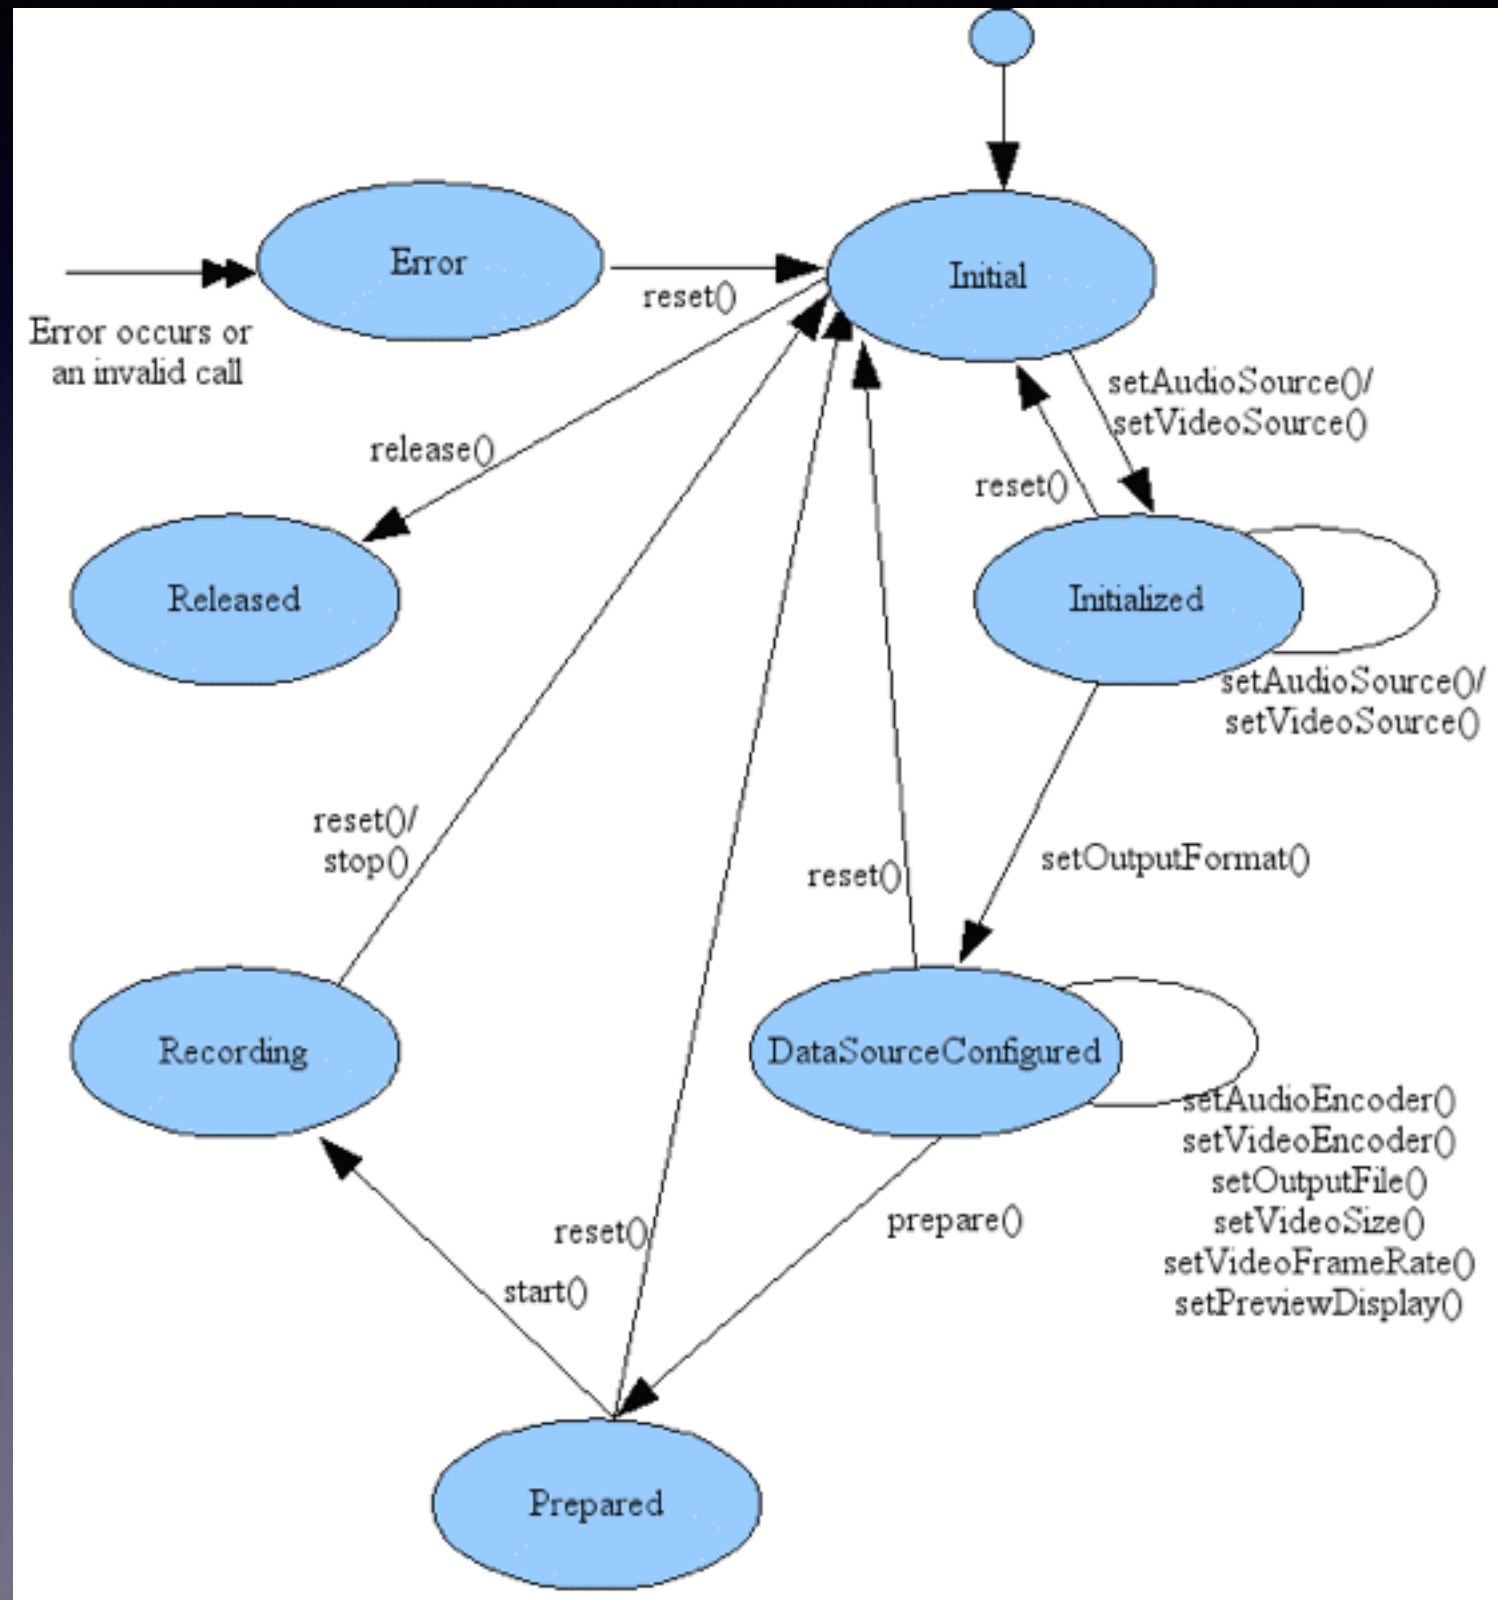 Error
Initial
reset()
Error occurs or
an invalid call
setAudioSource()/
setVideoSource()
release()
reset()
Released
Initialized
setAudioSource()/
setVideoSource()
reset()/
stop()
reset()
setOutputFormat()
Recording
DataSourceConfigured
setAudioEncoder()
setVideoEncoder()
setOutputFile()
setVideoSize()
setVideoFrameRate()
setPreviewDisplay()
prepare()
reset()
start()
Prepared